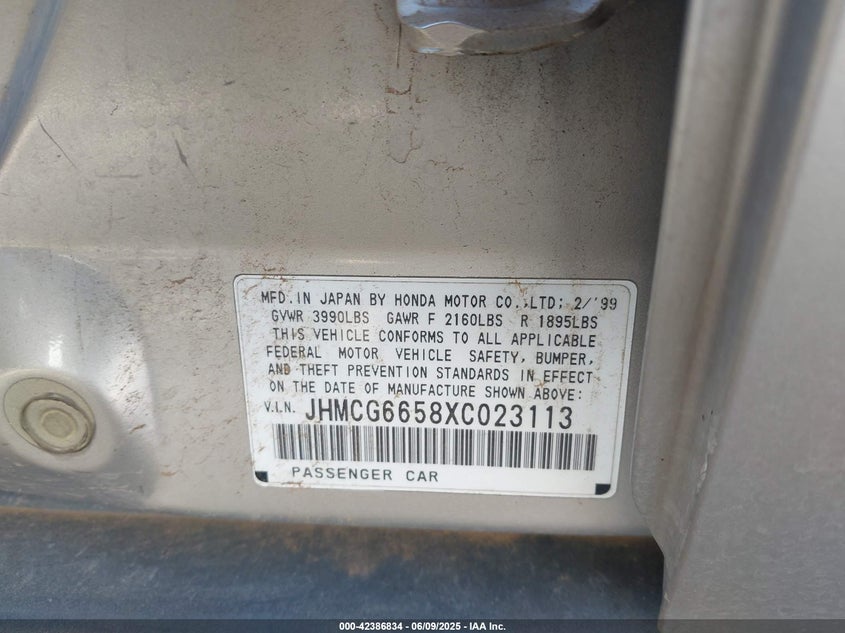 MFD. IN JAPAN BY HONDA MOTOR CO.,LTD; 2/'99
GVWR 3990LBS GAWR F 2160LBS R 1895LBS
THIS VEHICLE CONFORMS TO ALL APPLICABLE
FEDERAL MOTOR VEHICLE SAFETY, BUMPER,
AND THEFT PREVENTION STANDARDS IN EFFECT
ON THE DATE OF MANUFACTURE SHOWN ABOVE:
V.I.N. JHMCG6658XC023113
PASSENGER CAR
000-42386834 / 06/09/2025 - IAA Inc.